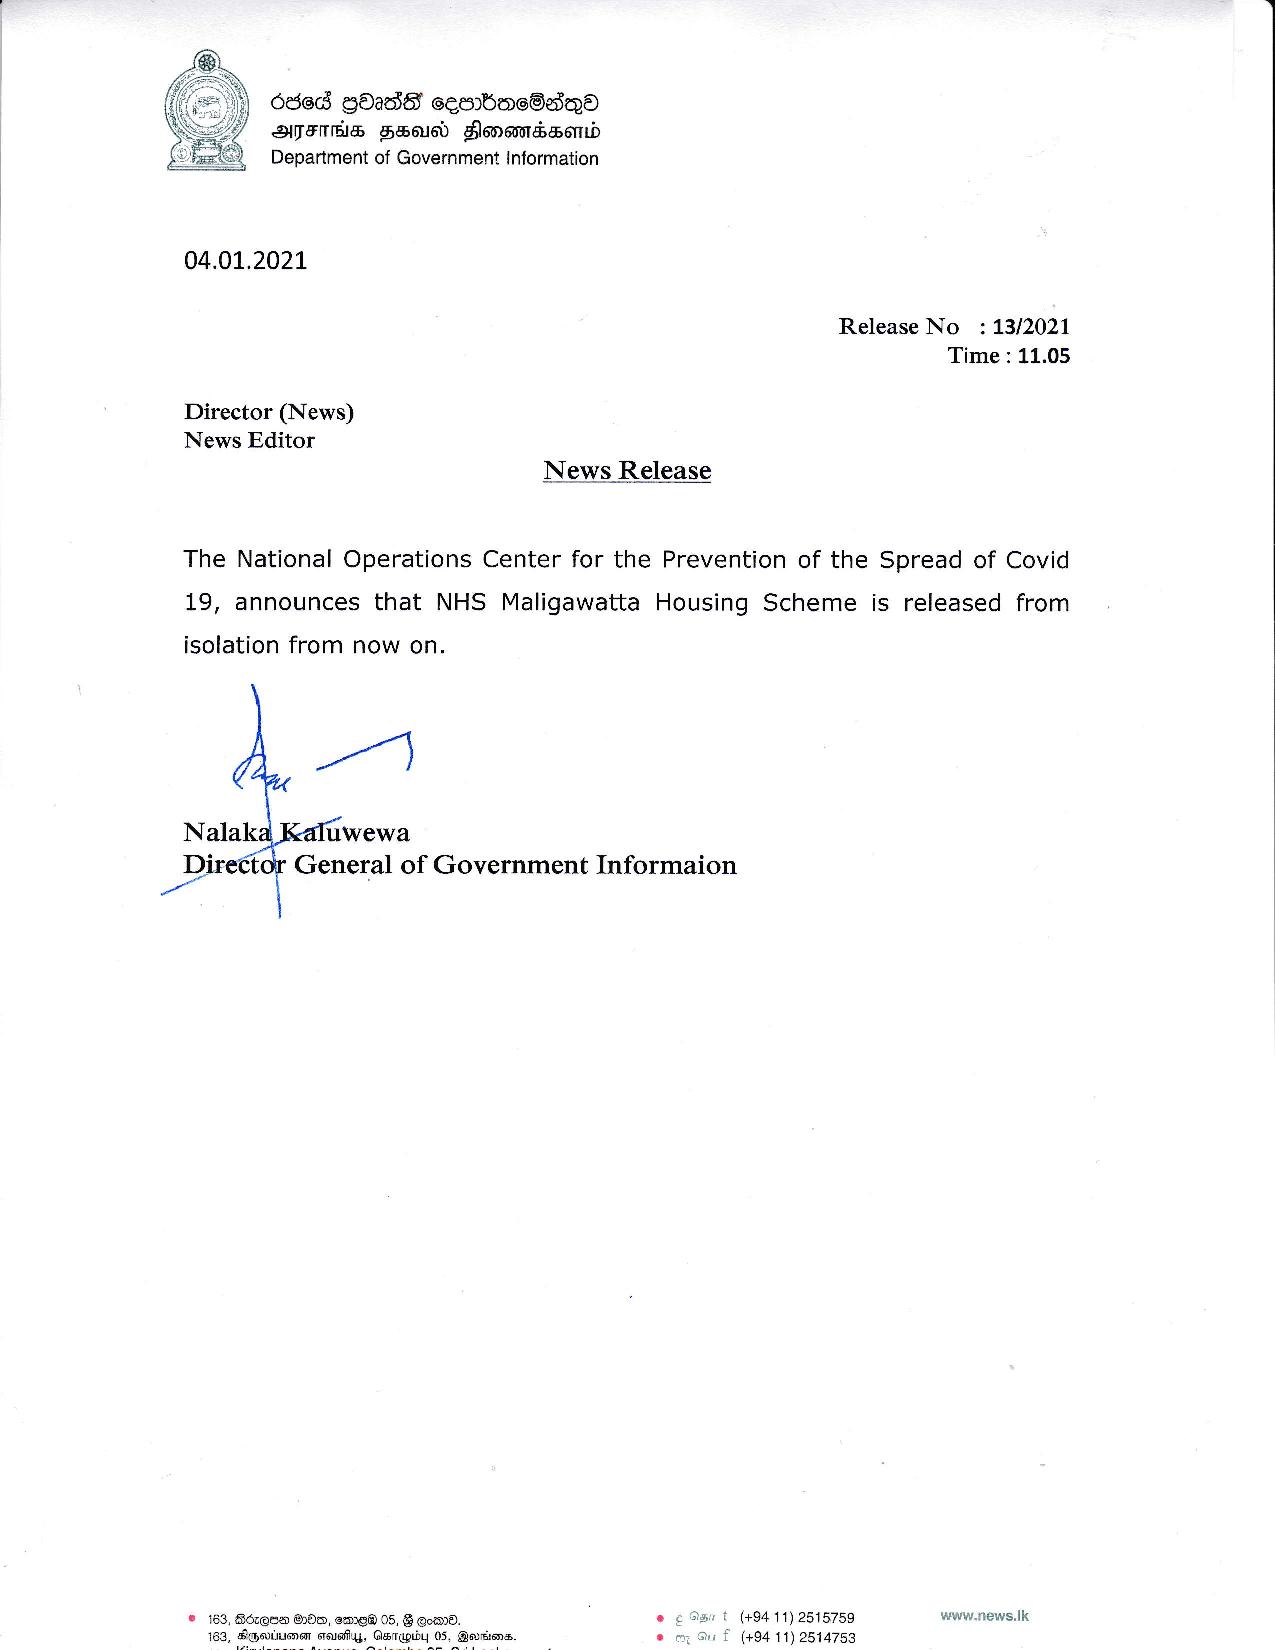 රජයේ ප්‍රවෘත්ති දෙපාර්තමේන්තුව
அரசாங்க தகவல் திணைக்களம்
Department of Government Information
04.01.2021
Release No : 13/2021
Time : 11.05
Director (News)
News Editor
News Release
The National Operations Center for the Prevention of the Spread of Covid
19, announces that NHS Maligawatta Housing Scheme is released from
isolation from now on.
Nalaka Kaluwewa
Director General of Government Informaion
163, කිරුලපන මාවත, කොළඹ 05, ශ්‍රී ලංකාව.
163, கிருலப்பனை எவனியூ, கொழும்பு 05, இலங்கை.
දු தொ t (+94 11) 2515759
ෆැ பெ f (+94 11) 2514753
www.news.lk